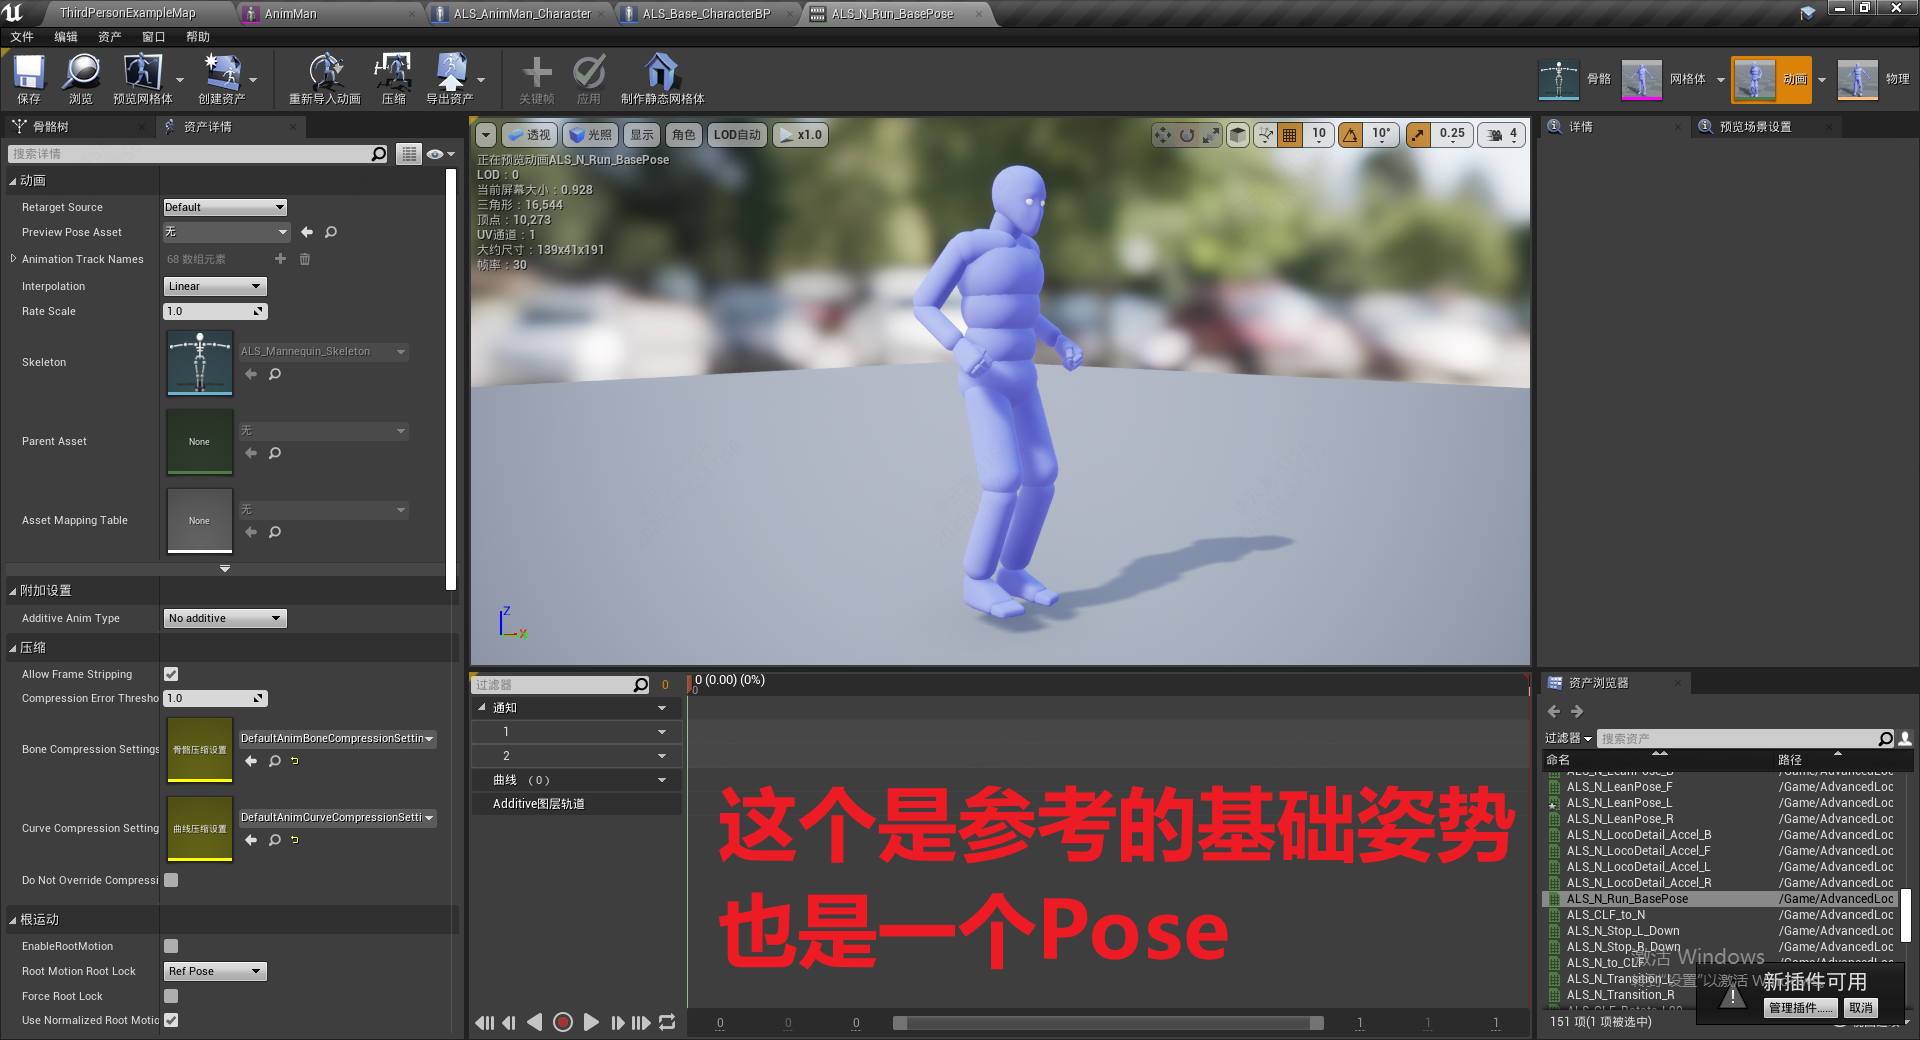 ThirdPersonExampleMap
AnimMan
ALS_AnimMan_Character
ALS_Base_CharacterBP
ALS_N_Run_BasePose
文件 编辑 资产 窗口 帮助
保存 浏览 预览网格体 创建资产 重新导入动画 压缩 导出资产 关键帧 应用 制作静态网格体
骨骼 网格体 动画 物理
骨骼树 资产详情
搜索详情
动画
Retarget Source Default
Preview Pose Asset 无
Animation Track Names 68 数组元素
Interpolation Linear
Rate Scale 1.0
Skeleton ALS_Mannequin_Skeleton
Parent Asset None 无
Asset Mapping Table None 无
附加设置
Additive Anim Type No additive
压缩
Allow Frame Stripping
Compression Error Thresho 1.0
Bone Compression Settings 骨骼压缩设置 DefaultAnimBoneCompressionSettin
Curve Compression Setting 曲线压缩设置 DefaultAnimCurveCompressionSetti
Do Not Override Compressi
根运动
EnableRootMotion
Root Motion Root Lock Ref Pose
Force Root Lock
Use Normalized Root Motio
透视 光照 显示 角色 LOD自动 x1.0
10 10° 0.25 4
正在预览动画ALS_N_Run_BasePose
LOD：0
当前屏幕大小：0.928
三角形：16,544
顶点：10,273
UV通道：1
大约尺寸：139x41x191
帧率：30
Z
过滤器 0
0 (0.00) (0%)
0
通知
1
2
曲线 （0）
Additive图层轨道
这个是参考的基础姿势
也是一个Pose
0 0 0 1 1 1
详情 预览场景设置
资产浏览器
过滤器 搜索资产
命名 路径
ALS_N_LeanPose_B /Game/AdvancedLoc
ALS_N_LeanPose_F /Game/AdvancedLoc
ALS_N_LeanPose_L /Game/AdvancedLoc
ALS_N_LeanPose_R /Game/AdvancedLoc
ALS_N_LocoDetail_Accel_B /Game/AdvancedLoc
ALS_N_LocoDetail_Accel_F /Game/AdvancedLoc
ALS_N_LocoDetail_Accel_L /Game/AdvancedLoc
ALS_N_LocoDetail_Accel_R /Game/AdvancedLoc
ALS_N_Run_BasePose /Game/AdvancedLoc
ALS_CLF_to_N /Game/AdvancedLoc
ALS_N_Stop_L_Down /Game/AdvancedLoc
ALS_N_Stop_R_Down /Game/AdvancedLoc
ALS_N_to_CLF /Game/AdvancedLoc
ALS_N_Transition_L
ALS_N_Transition_R
激活 Windows
转到"设置"以激活 W
新插件可用
管理插件...... 取消
151 项(1 项被选中)